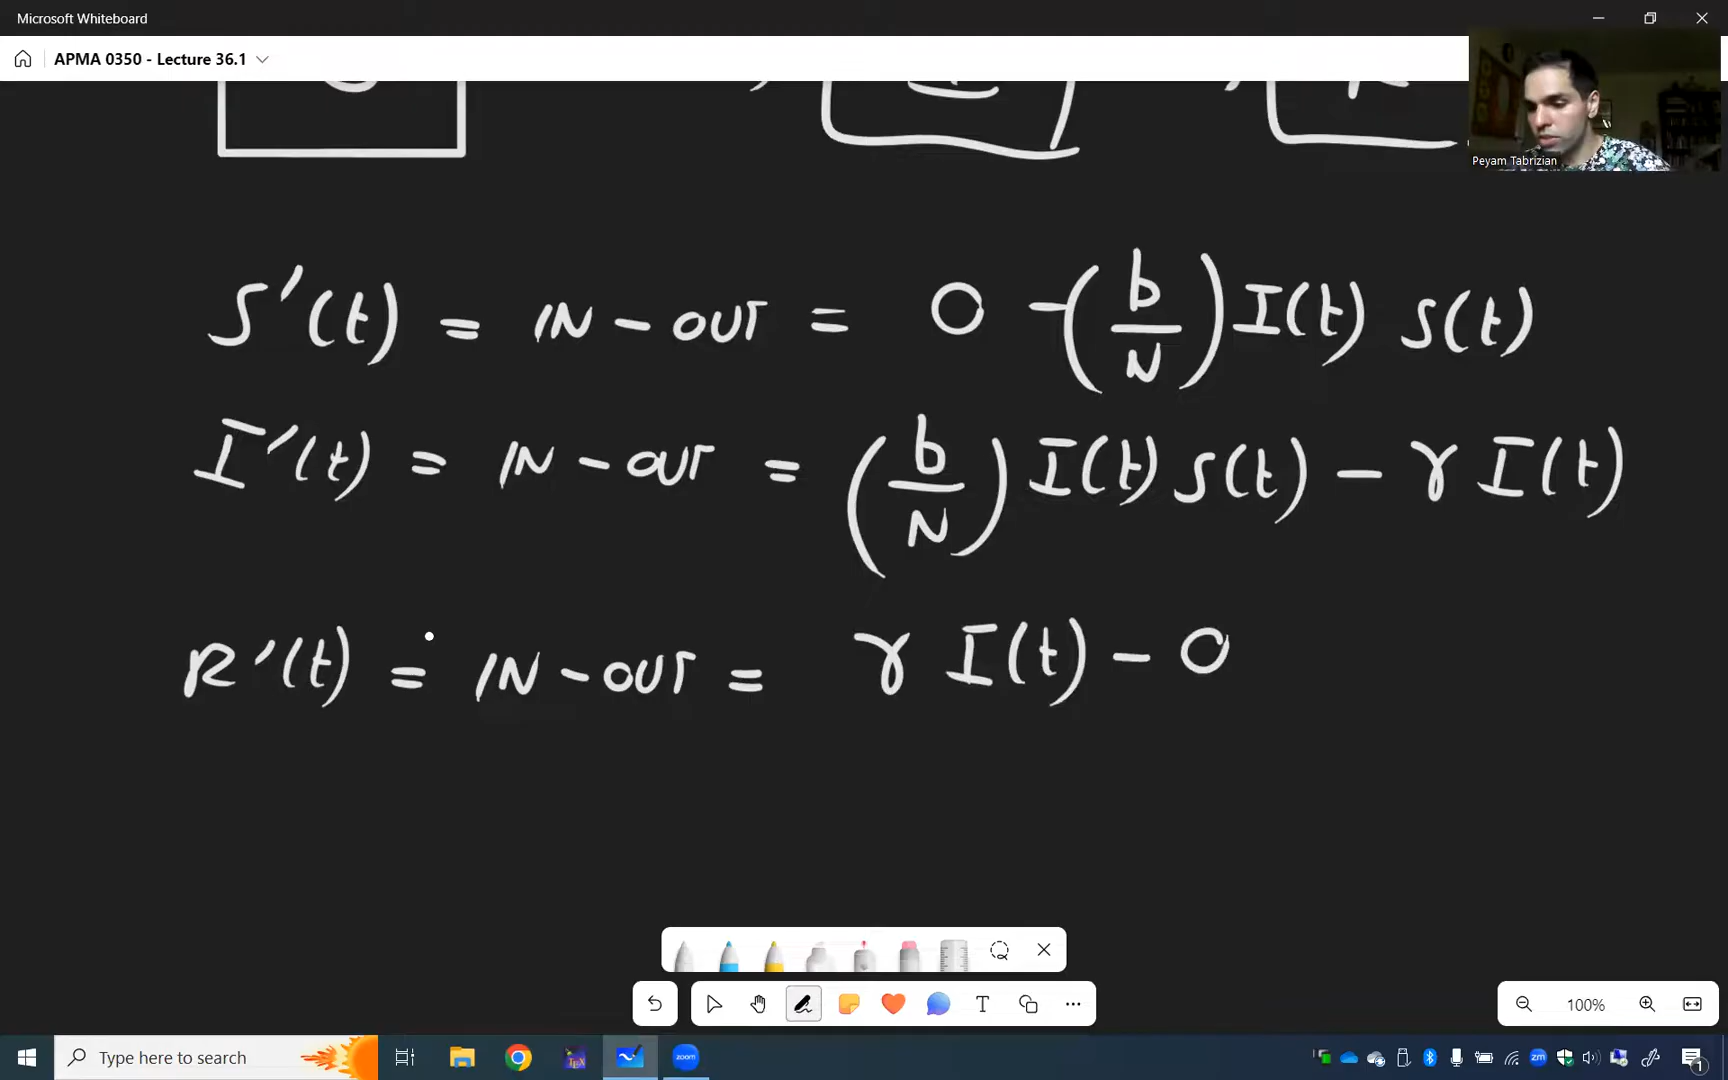 Microsoft Whiteboard
APMA 0350 - Lecture 36.1
Peyam Tabrizian
S'(t) = IN - OUT = 0 - (b/N) I(t) S(t)
I'(t) = IN - OUT = (b/N) I(t) S(t) - γ I(t)
R'(t) = IN - OUT = γ I(t) - 0
100%
Type here to search